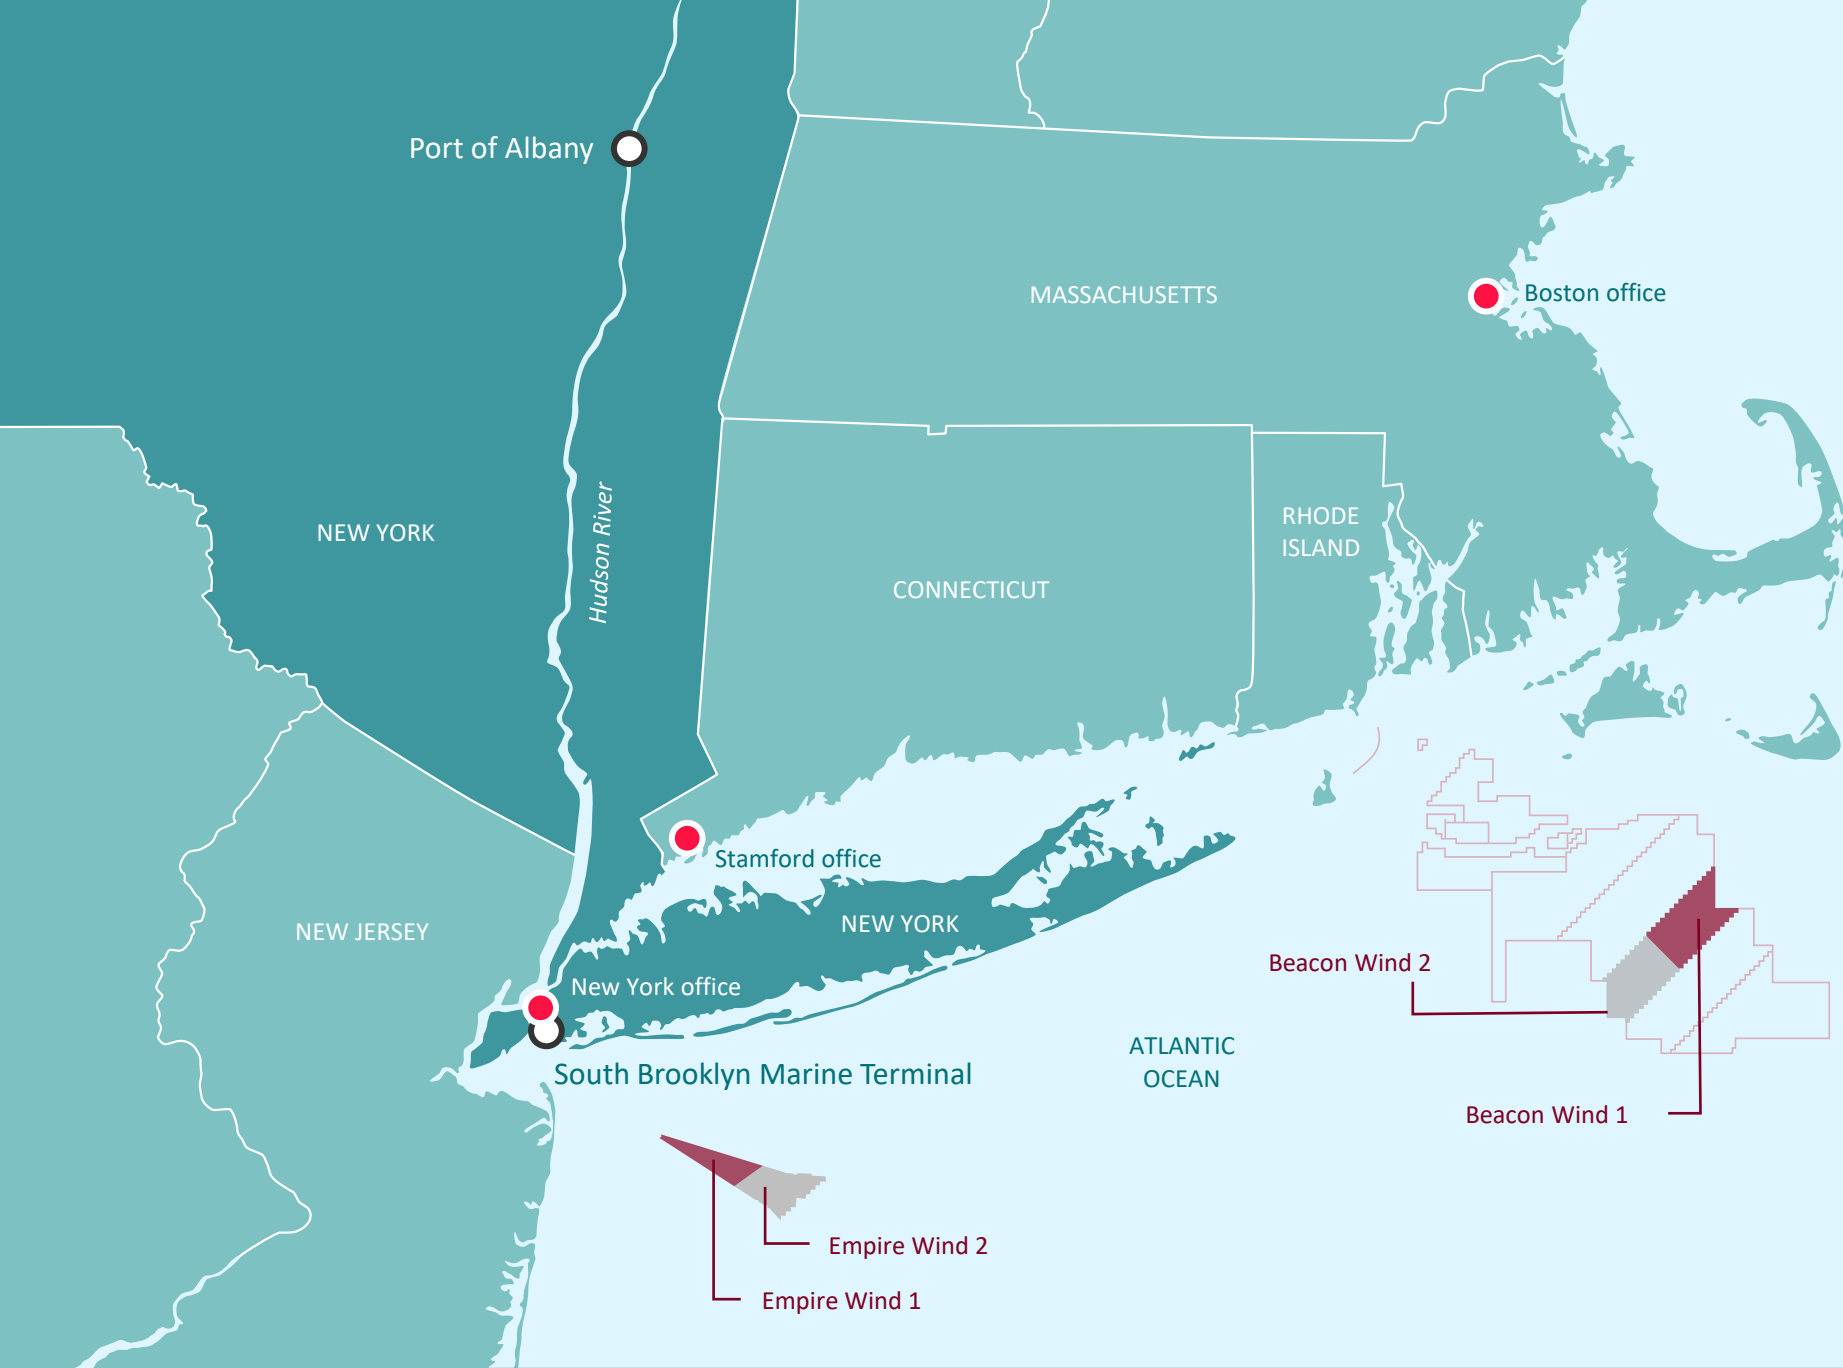 Port of Albany
MASSACHUSETTS
Boston office
NEW YORK
Hudson River
RHODE
ISLAND
CONNECTICUT
Stamford office
NEW YORK
NEW JERSEY
New York office
Beacon Wind 2
ATLANTIC
OCEAN
South Brooklyn Marine Terminal
Beacon Wind 1
Empire Wind 2
Empire Wind 1